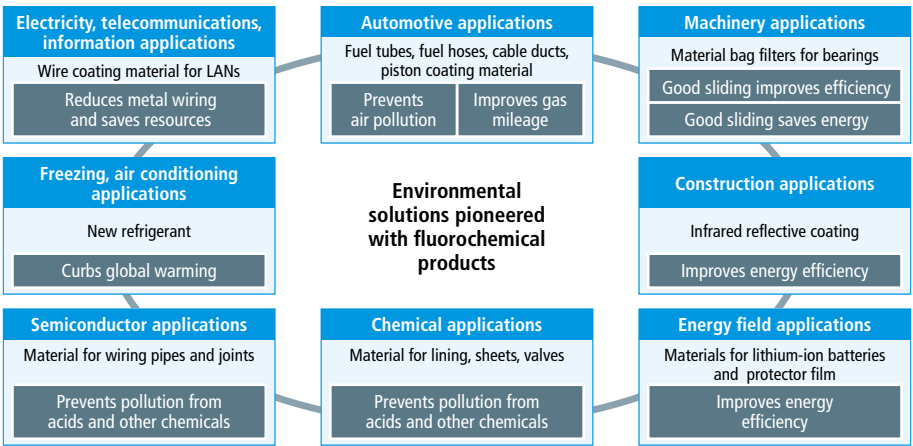 Electricity, telecommunications,
information applications
Wire coating material for LANs
Reduces metal wiring
and saves resources
Automotive applications
Fuel tubes, fuel hoses, cable ducts,
piston coating material
Prevents
air pollution
Improves gas
mileage
Machinery applications
Material bag filters for bearings
Good sliding improves efficiency
Good sliding saves energy
Freezing, air conditioning
applications
New refrigerant
Curbs global warming
Environmental
solutions pioneered
with fluorochemical
products
Construction applications
Infrared reflective coating
Improves energy efficiency
Semiconductor applications
Material for wiring pipes and joints
Prevents pollution from
acids and other chemicals
Chemical applications
Material for lining, sheets, valves
Prevents pollution from
acids and other chemicals
Energy field applications
Materials for lithium-ion batteries
and protector film
Improves energy
efficiency